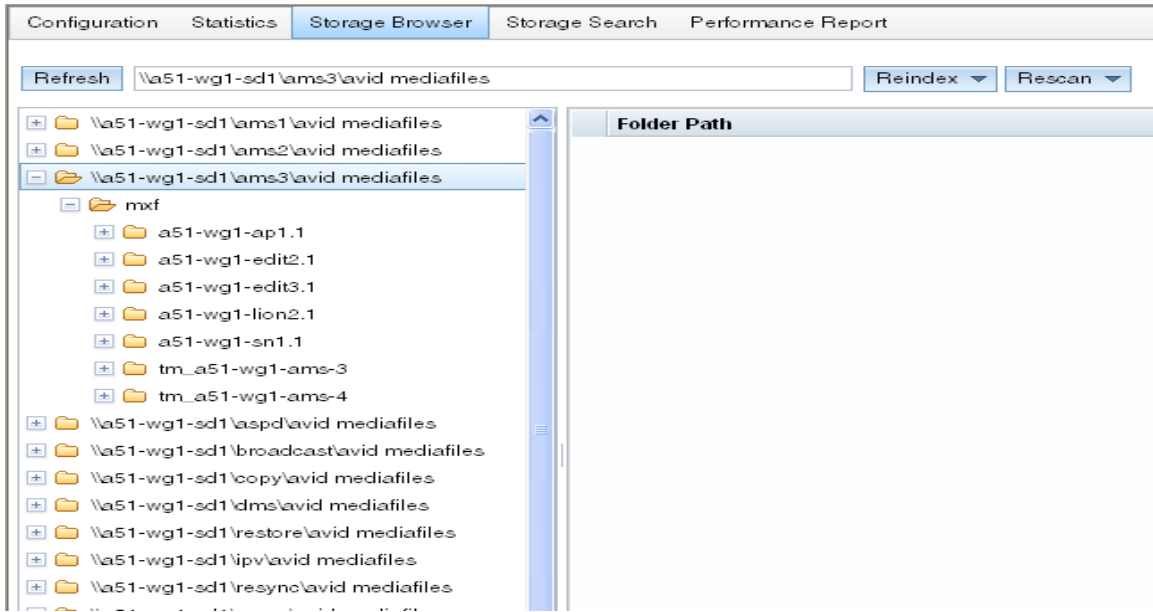 Configuration Statistics Storage Browser Storage Search Performance Report
Refresh \\a51-wg1-sd1\ams3\avid mediafiles Reindex Rescan
Folder Path
\\a51-wg1-sd1\ams1\avid mediafiles
\\a51-wg1-sd1\ams2\avid mediafiles
\\a51-wg1-sd1\ams3\avid mediafiles
mxf
a51-wg1-ap1.1
a51-wg1-edit2.1
a51-wg1-edit3.1
a51-wg1-lion2.1
a51-wg1-sn1.1
tm_a51-wg1-ams-3
tm_a51-wg1-ams-4
\\a51-wg1-sd1\aspd\avid mediafiles
\\a51-wg1-sd1\broadcast\avid mediafiles
\\a51-wg1-sd1\copy\avid mediafiles
\\a51-wg1-sd1\dms\avid mediafiles
\\a51-wg1-sd1\restore\avid mediafiles
\\a51-wg1-sd1\ipv\avid mediafiles
\\a51-wg1-sd1\resync\avid mediafiles